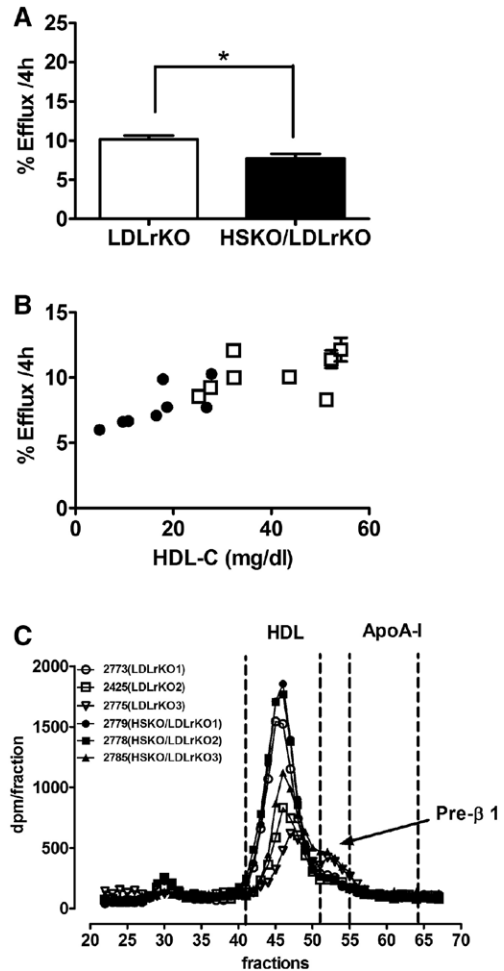 A
25
20
15
10
5
0
% Efflux /4h
*
LDLrKO HSKO/LDLrKO
B
15
10
5
0
% Efflux/4h
0 20 40 60
HDL-C (mg/dl)
C
HDL ApoA-I
2000
1500
1000
500
0
dpm/fraction
2773(LDLrKO1)
2425(LDLrKO2)
2775(LDLrKO3)
2779(HSKO/LDLrKO1)
2778(HSKO/LDLrKO2)
2785(HSKO/LDLrKO3)
Pre-β 1
20 25 30 35 40 45 50 55 60 65 70
fractions